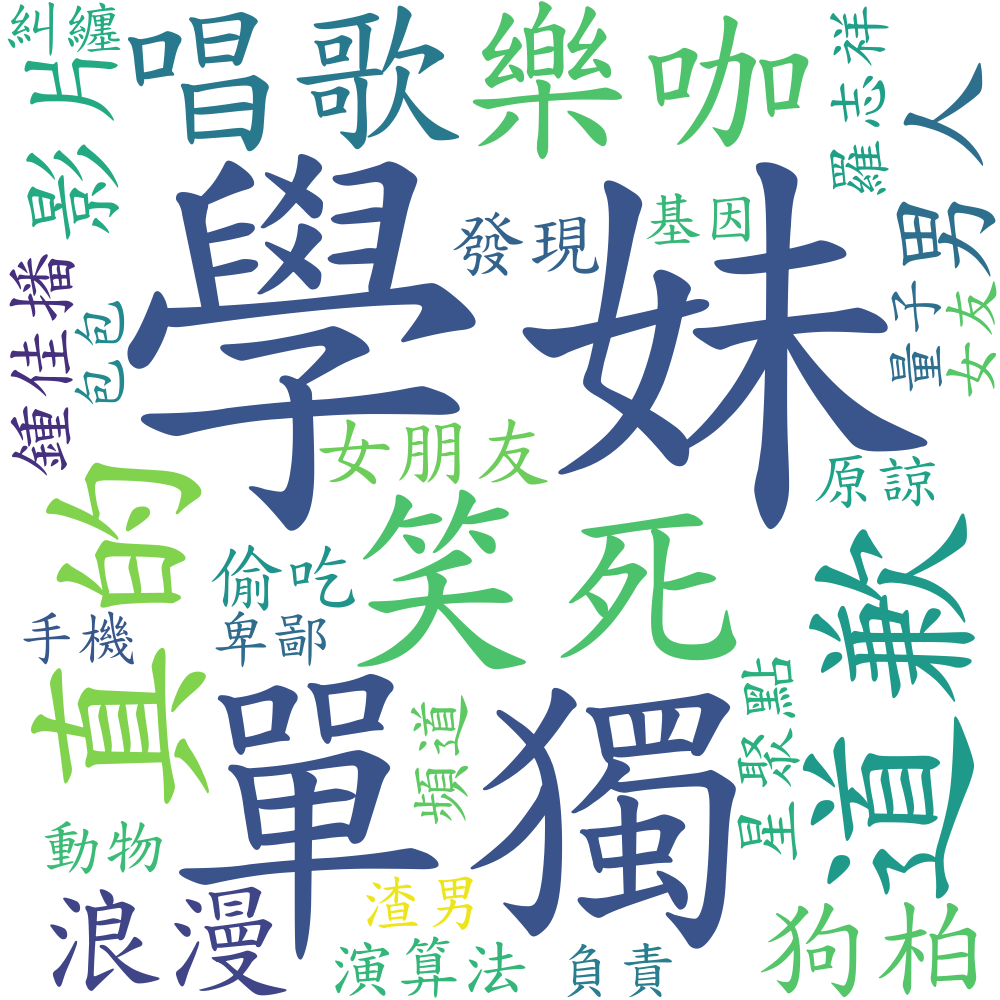 糾纏
唱歌
樂咖
羅志祥
影片
男人
學妹
發現
基因
鍾佳播
包包
量子
女友
女朋友
原諒
真的
笑死
偷吃
道歉
手機
卑鄙
單獨
頻道
星聚點
動物
浪漫
渣男
狗柏
演算法
負責